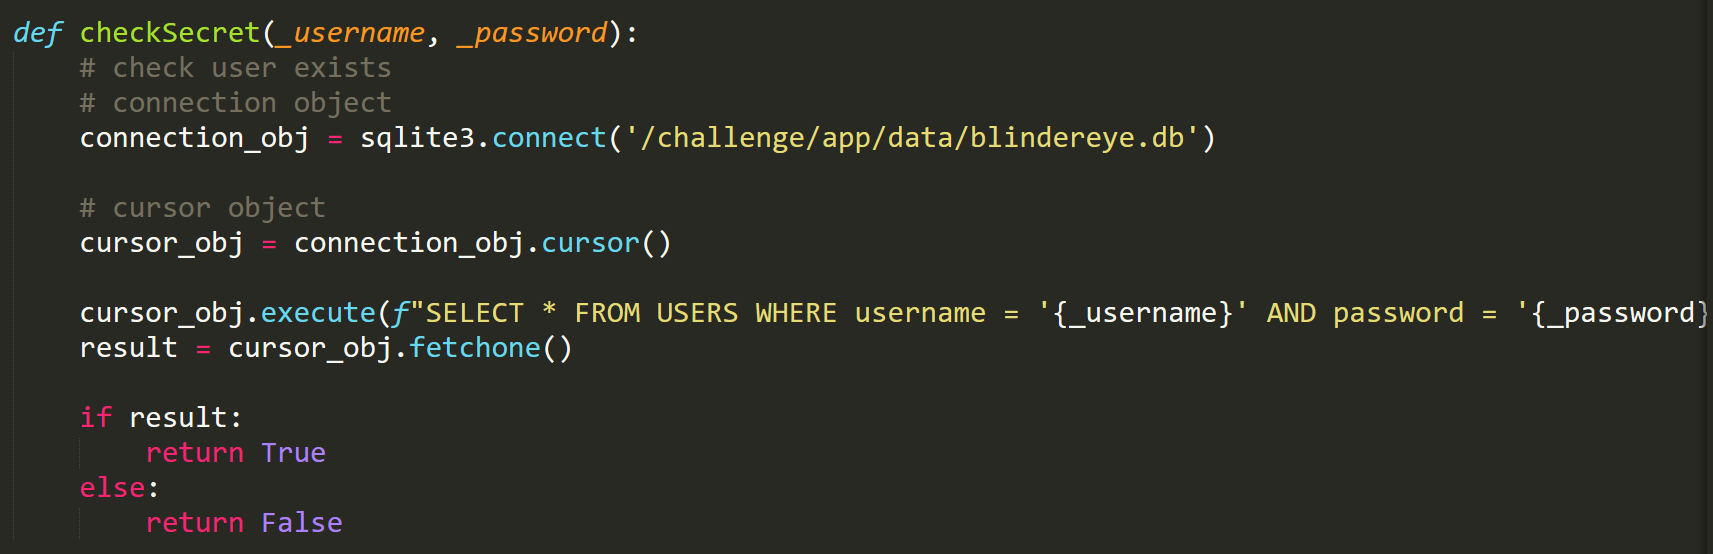 def checkSecret(_username, _password):
    # check user exists
    # connection object
    connection_obj = sqlite3.connect('/challenge/app/data/blindereye.db')

    # cursor object
    cursor_obj = connection_obj.cursor()

    cursor_obj.execute(f"SELECT * FROM USERS WHERE username = '{_username}' AND password = '{_password}
    result = cursor_obj.fetchone()

    if result:
        return True
    else:
        return False